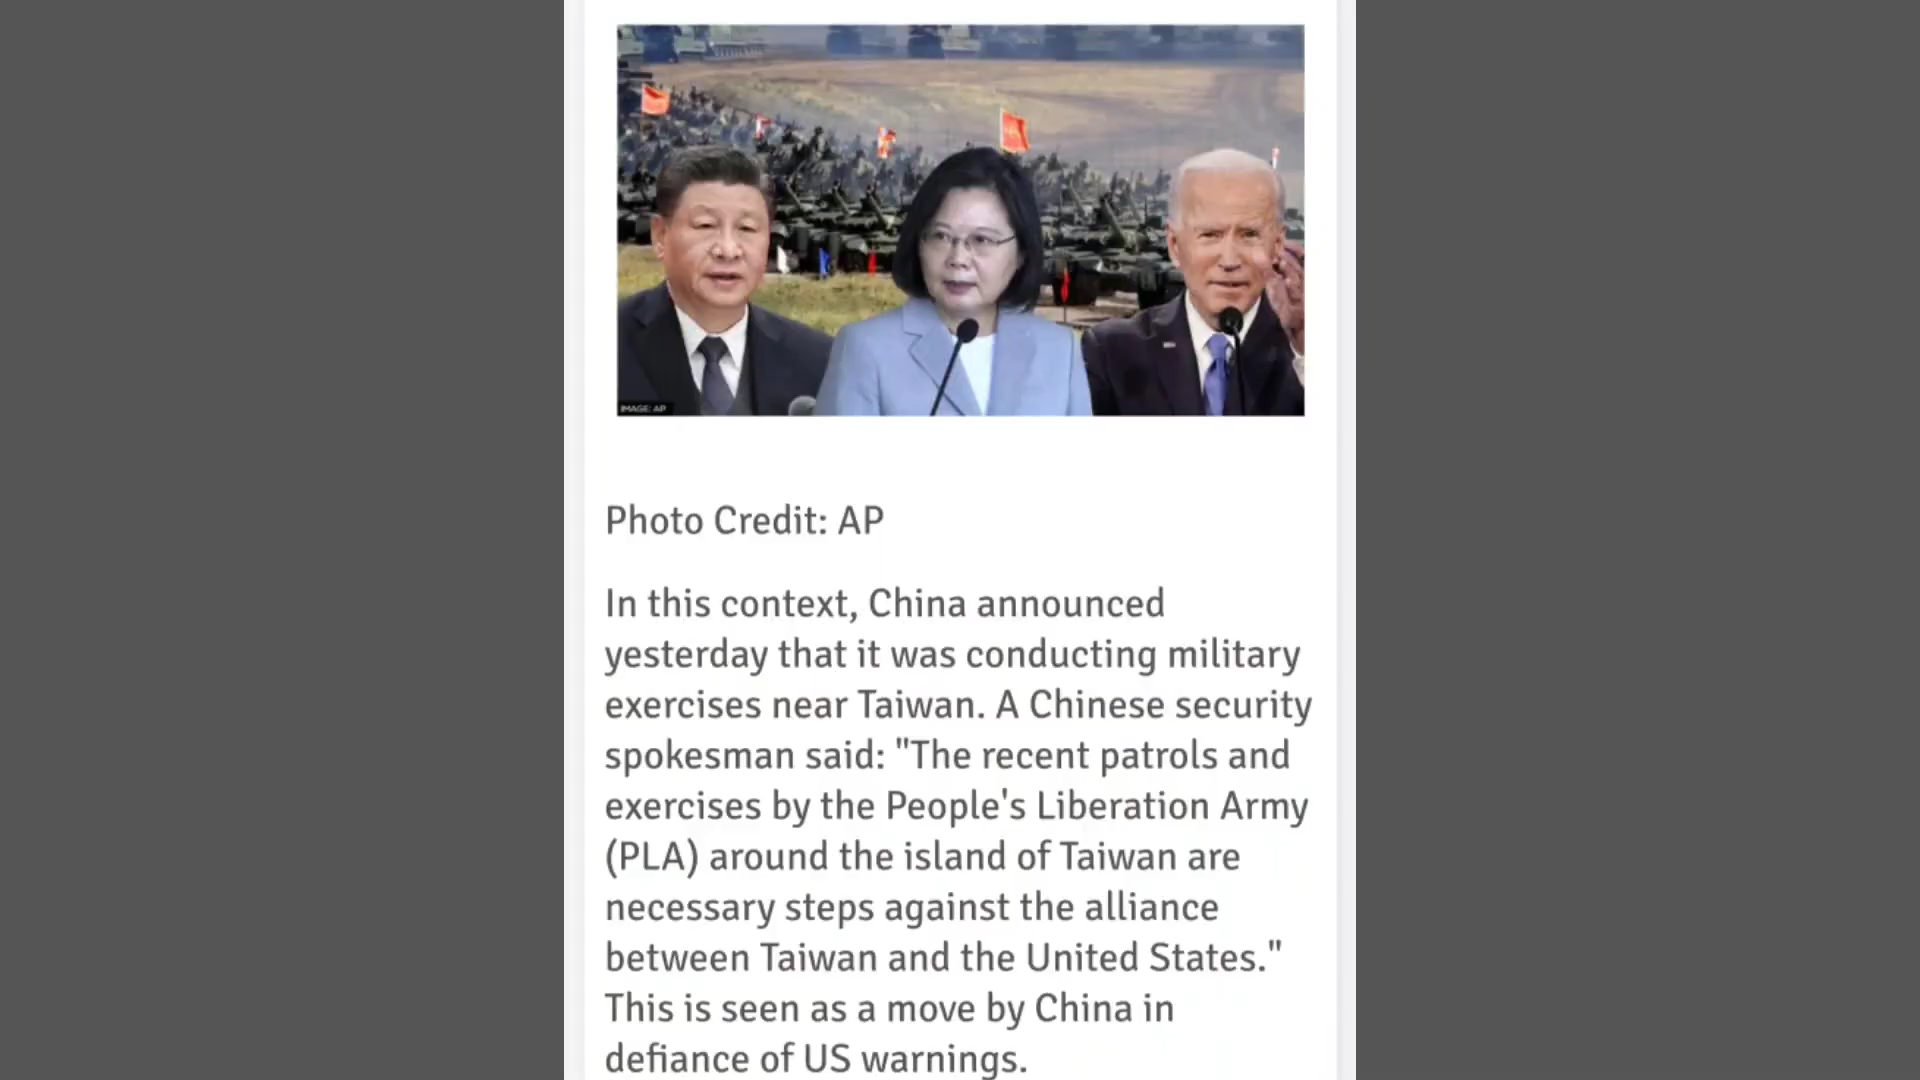 IMAGE: AP
Photo Credit: AP
In this context, China announced
yesterday that it was conducting military
exercises near Taiwan. A Chinese security
spokesman said: "The recent patrols and
exercises by the People's Liberation Army
(PLA) around the island of Taiwan are
necessary steps against the alliance
between Taiwan and the United States."
This is seen as a move by China in
defiance of US warnings.